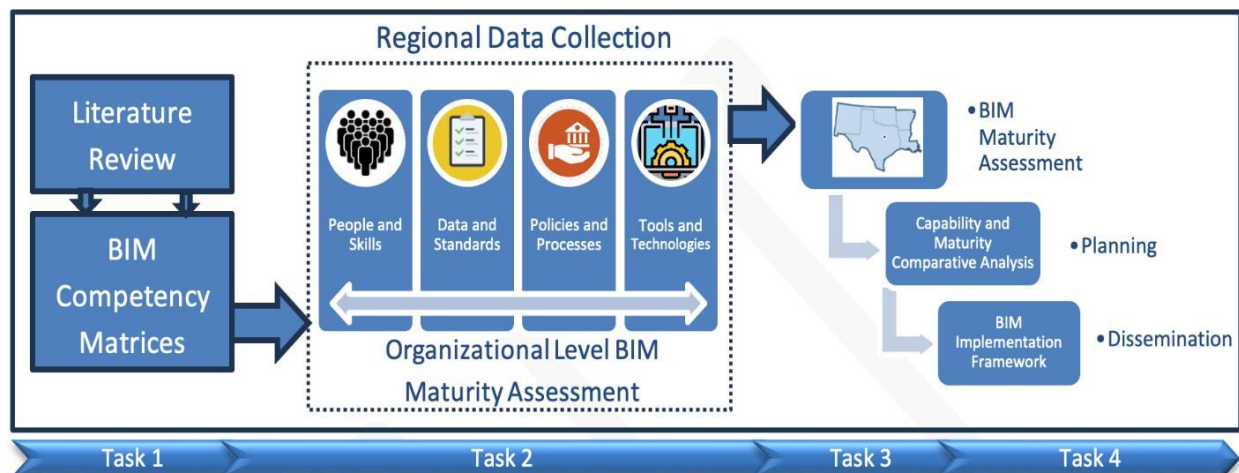 Regional Data Collection
Literature
Review
BIM
Competency
Matrices
People and
Skills
Data and
Standards
Policies and
Processes
Tools and
Technologies
Organizational Level BIM
Maturity Assessment
•BIM
Maturity
Assessment
Capability and
Maturity
Comparative Analysis
•Planning
BIM
Implementation
Framework
•Dissemination
Task 1
Task 2
Task 3
Task 4